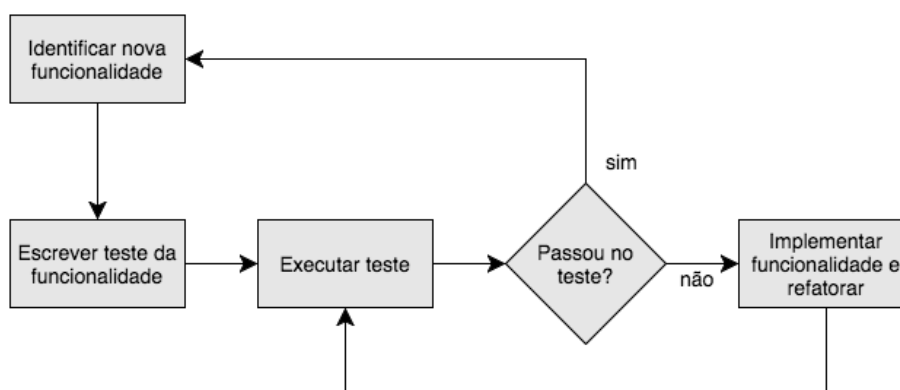 Identificar nova
funcionalidade
sim
Escrever teste da
funcionalidade
Executar teste
Passou no
teste?
não
Implementar
funcionalidade e
refatorar